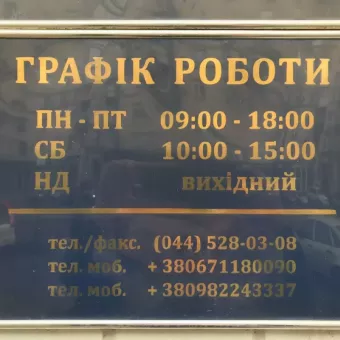 ГРАФІК РОБОТИ
ПН - ПТ 09:00 - 18:00
СБ 10:00 - 15:00
НД вихідний
тел./факс. (044) 528-03-08
тел. моб. + 380671180090
тел. моб. + 380982243337